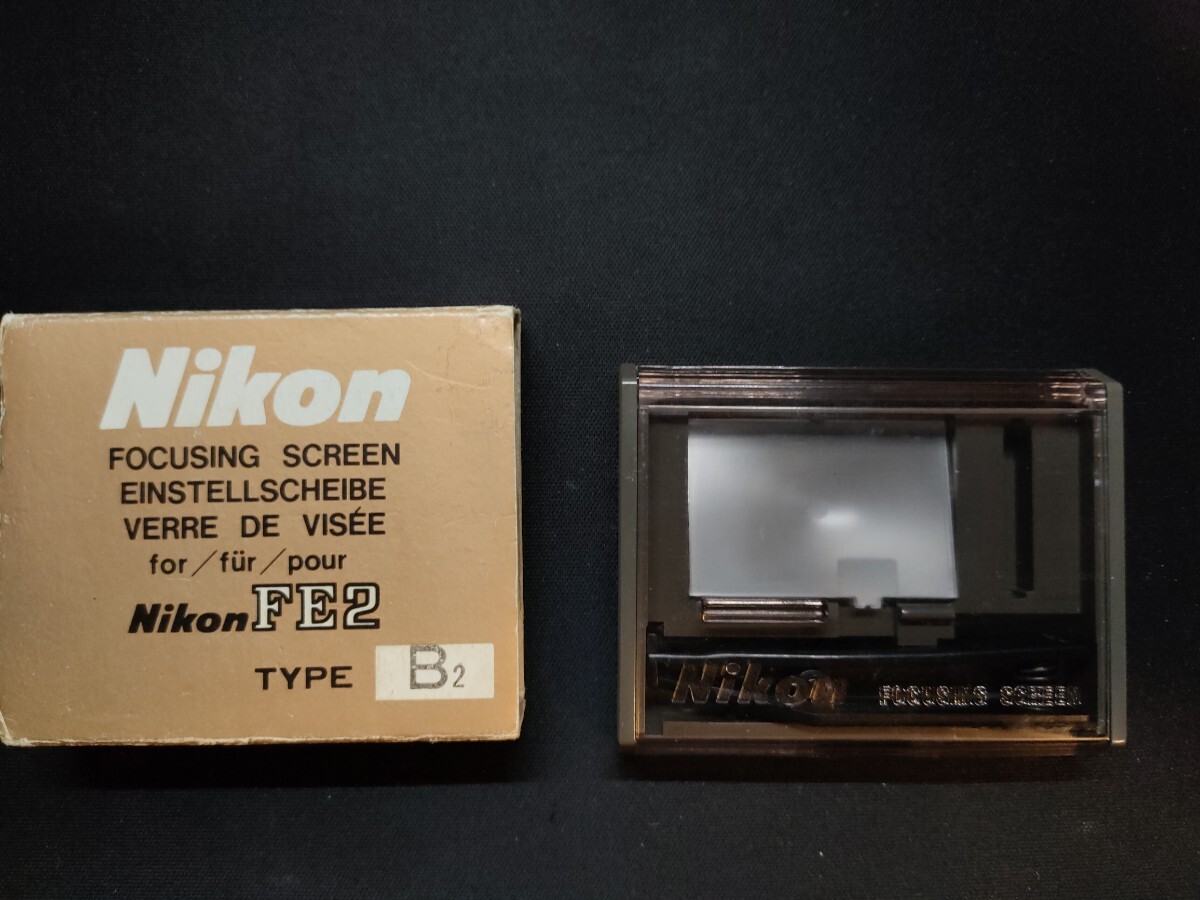 Nikon
FOCUSING SCREEN
EINSTELLSCHEIBE
VERRE DE VISÉE
for/für/pour
Nikon FE2
TYPE B2
Nikon FOCUSING SCREEN